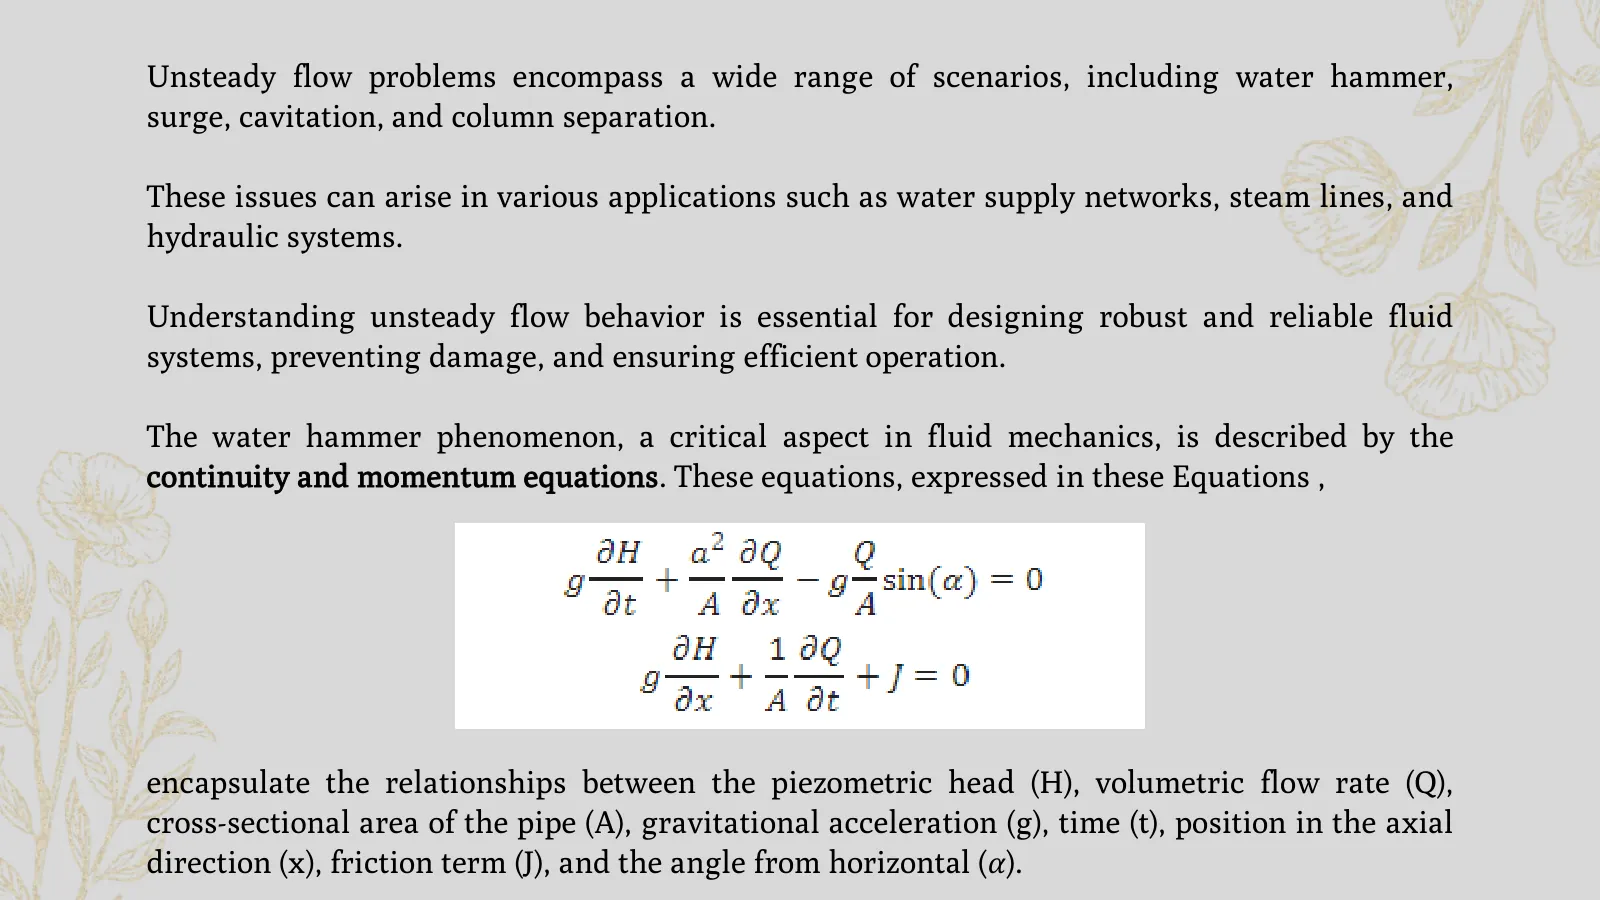 Unsteady flow problems encompass a wide range of scenarios, including water hammer,
surge, cavitation, and column separation.
These issues can arise in various applications such as water supply networks, steam lines, and
hydraulic systems.
Understanding unsteady flow behavior is essential for designing robust and reliable fluid
systems, preventing damage, and ensuring efficient operation.
The water hammer phenomenon, a critical aspect in fluid mechanics, is described by the
continuity and momentum equations. These equations, expressed in these Equations ,
g ∂H/∂t + a²/A ∂Q/∂x − g Q/A sin(α) = 0
g ∂H/∂x + 1/A ∂Q/∂t + J = 0
encapsulate the relationships between the piezometric head (H), volumetric flow rate (Q),
cross-sectional area of the pipe (A), gravitational acceleration (g), time (t), position in the axial
direction (x), friction term (J), and the angle from horizontal (α).